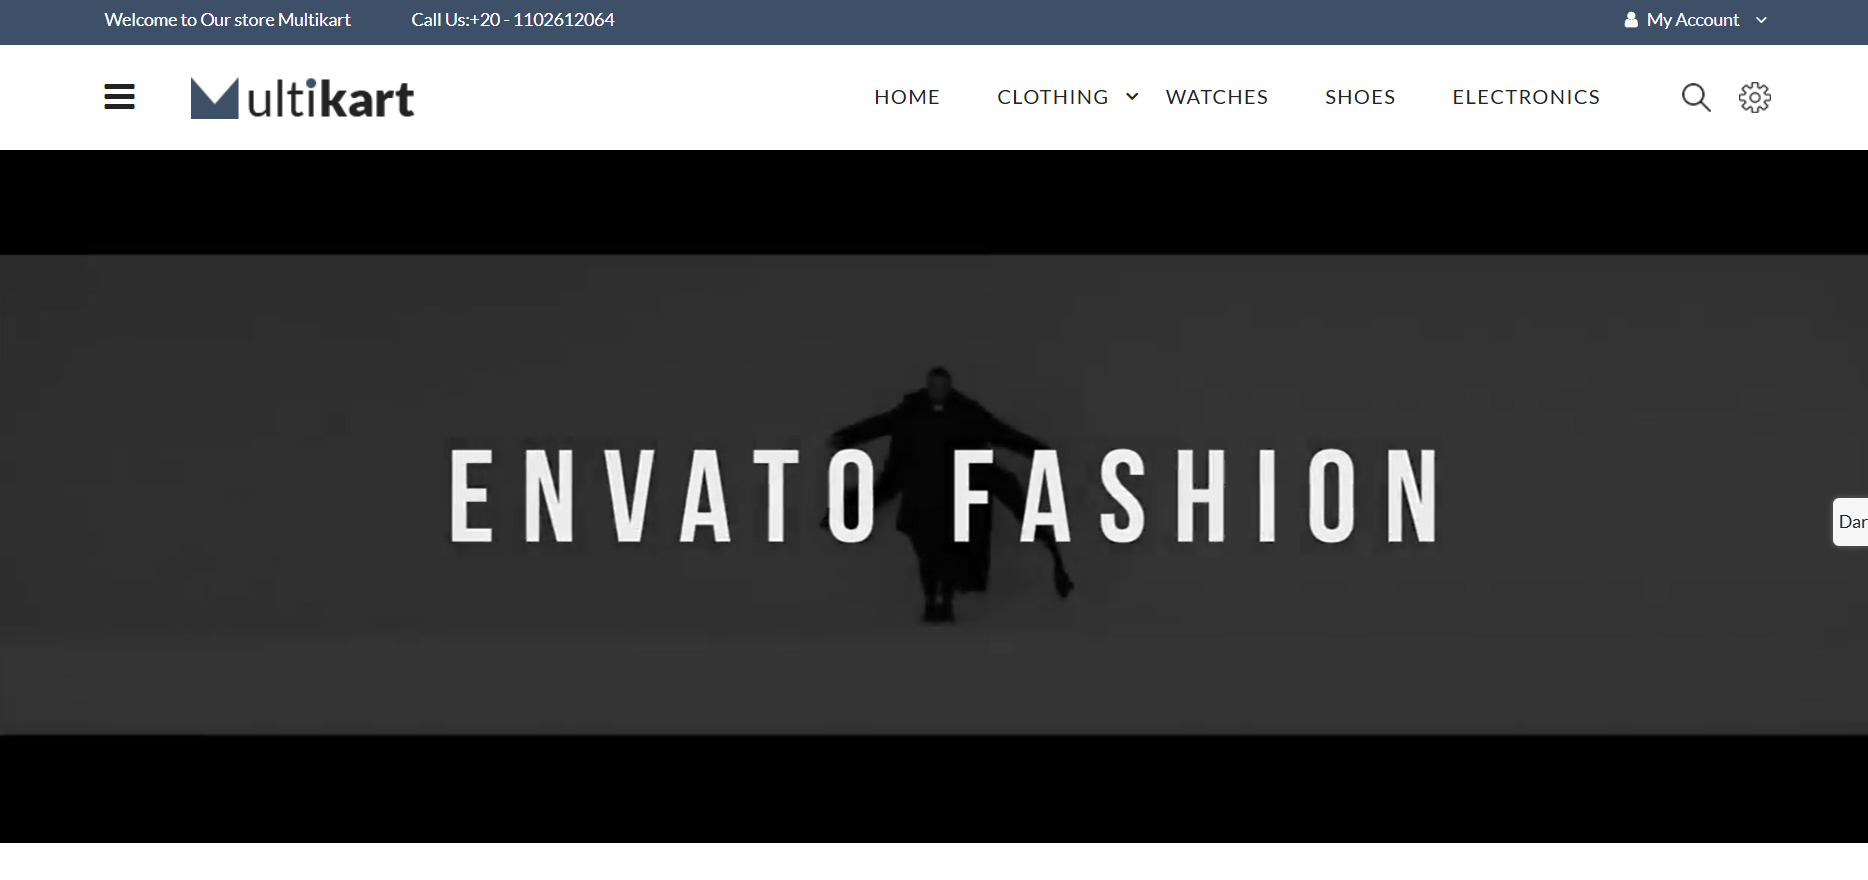 Welcome to Our store Multikart
Call Us:+20 - 1102612064
My Account
Multikart
HOME
CLOTHING
WATCHES
SHOES
ELECTRONICS
ENVATO FASHION
Dar